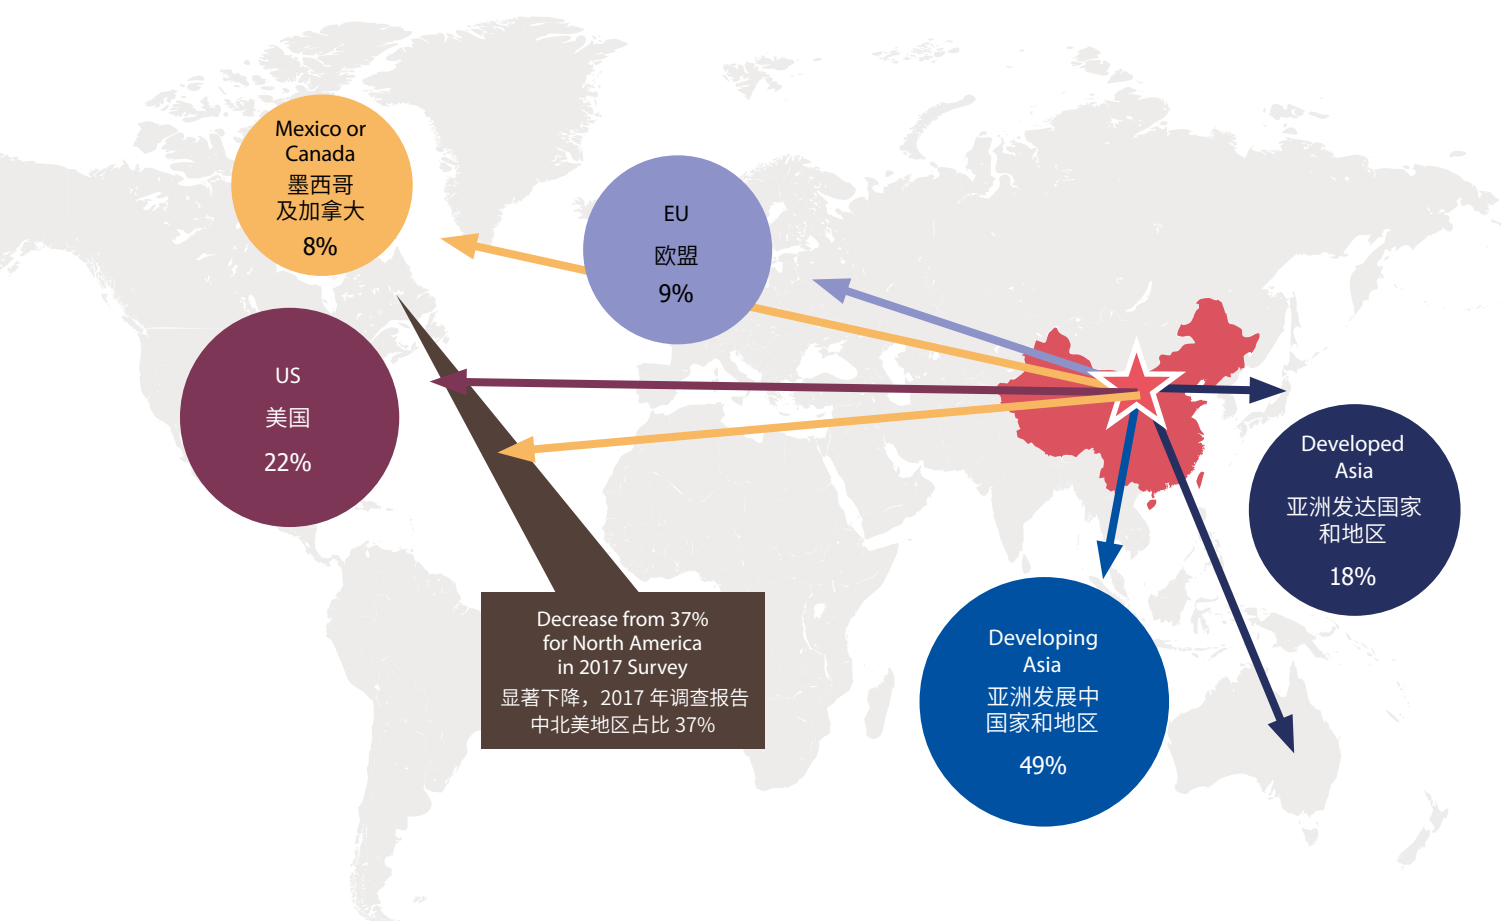 Mexico or
Canada
墨西哥
及加拿大
8%
EU
欧盟
9%
US
美国
22%
Developed
Asia
亚洲发达国家
和地区
18%
Decrease from 37%
for North America
in 2017 Survey
显著下降，2017 年调查报告
中北美地区占比 37%
Developing
Asia
亚洲发展中
国家和地区
49%